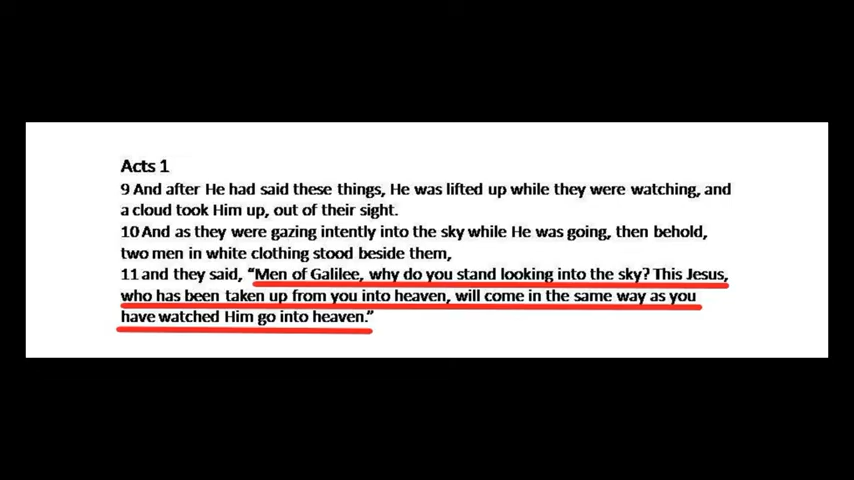 Acts 1
9 And after He had said these things, He was lifted up while they were watching, and
a cloud took Him up, out of their sight.
10 And as they were gazing intently into the sky while He was going, then behold,
two men in white clothing stood beside them,
11 and they said, “Men of Galilee, why do you stand looking into the sky? This Jesus,
who has been taken up from you into heaven, will come in the same way as you
have watched Him go into heaven.”